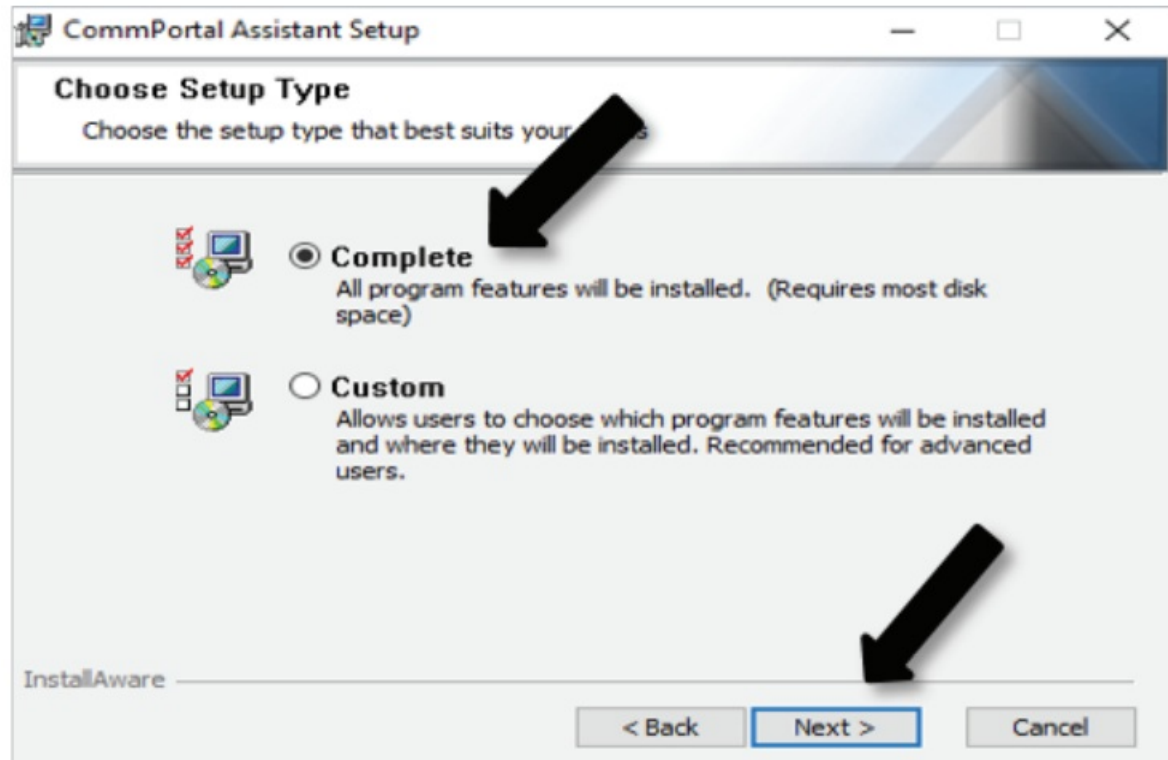 CommPortal Assistant Setup
Choose Setup Type
Choose the setup type that best suits your
Complete
All program features will be installed. (Requires most disk
space)
Custom
Allows users to choose which program features will be installed
and where they will be installed. Recommended for advanced
users.
InstallAware
< Back Next > Cancel